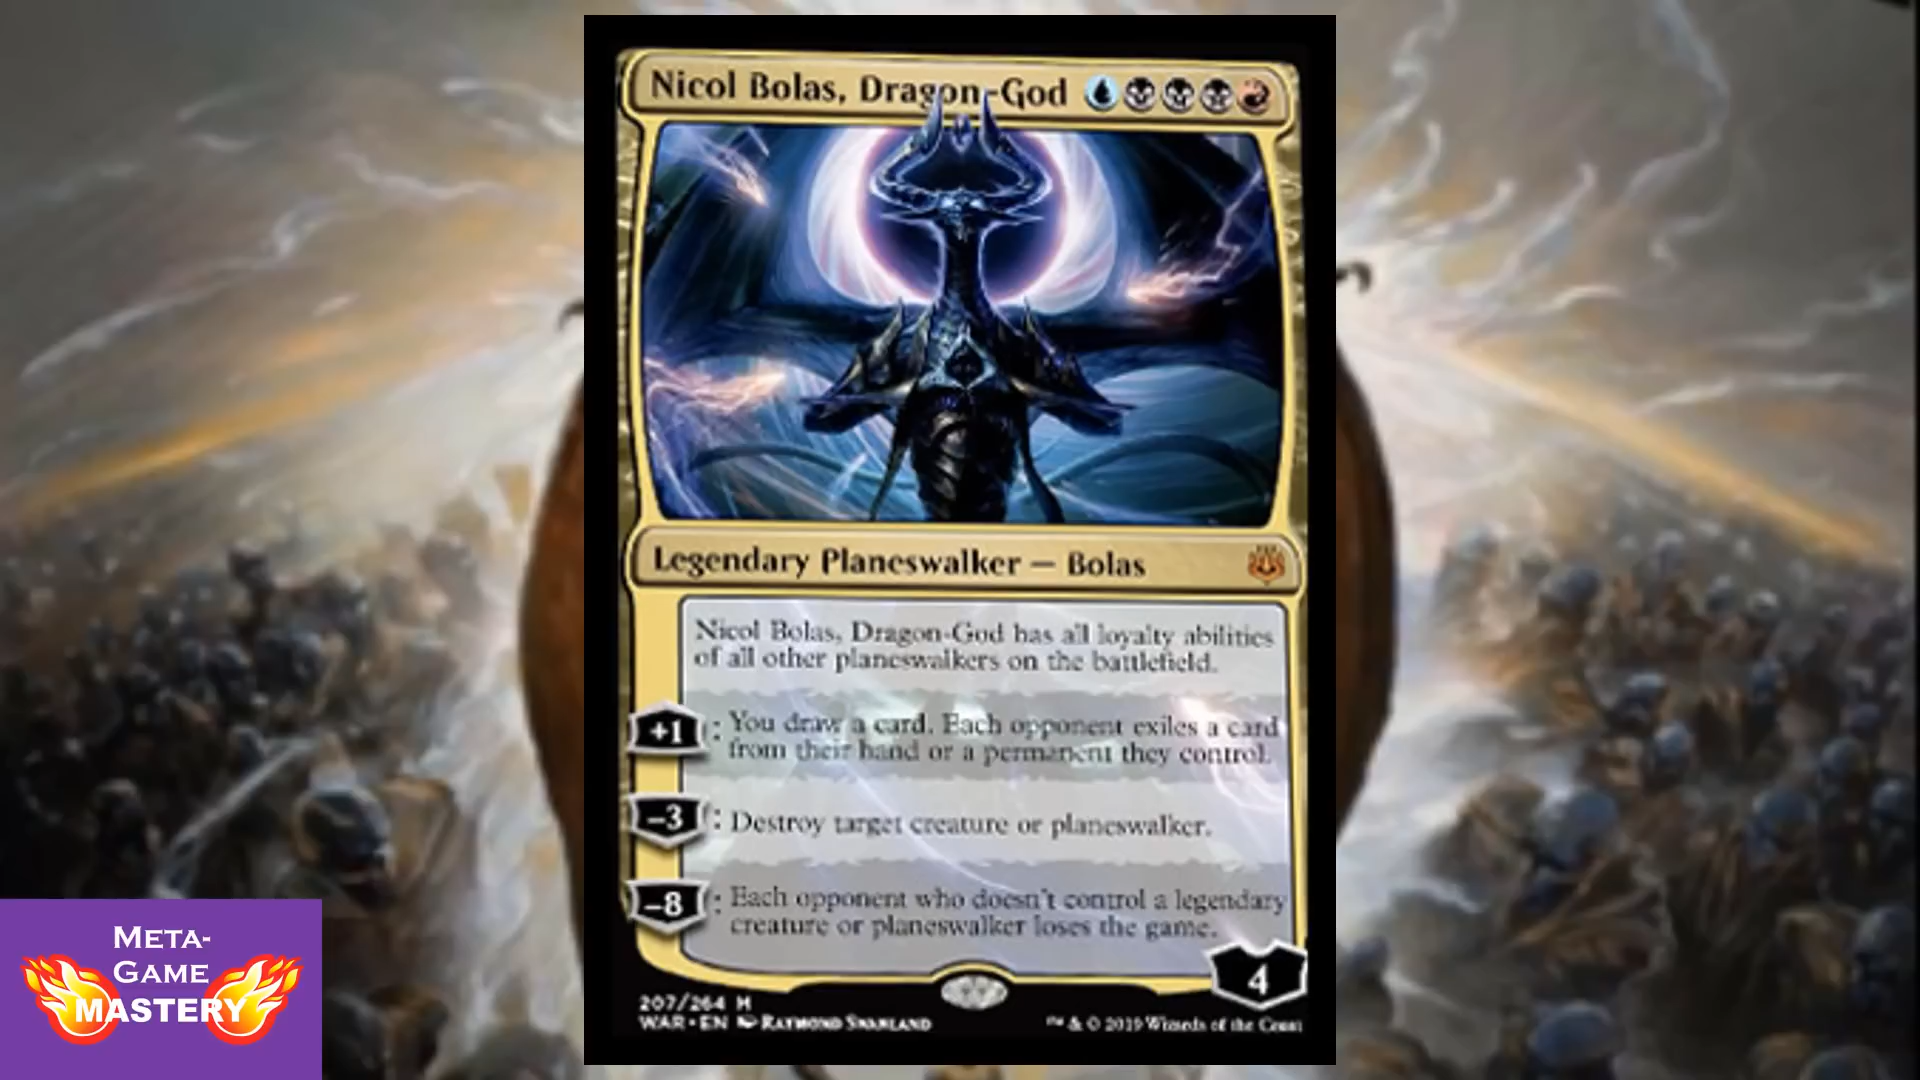 Nicol Bolas, Dragon-God
Legendary Planeswalker — Bolas
Nicol Bolas, Dragon-God has all loyalty abilities
of all other planeswalkers on the battlefield.
+1 : You draw a card. Each opponent exiles a card
from their hand or a permanent they control.
-3 : Destroy target creature or planeswalker.
-8 : Each opponent who doesn't control a legendary
creature or planeswalker loses the game.
4
207/264 M
WAR • EN Raymond Swanland
™ & © 2019 Wizards of the Coast
META-
GAME
MASTERY